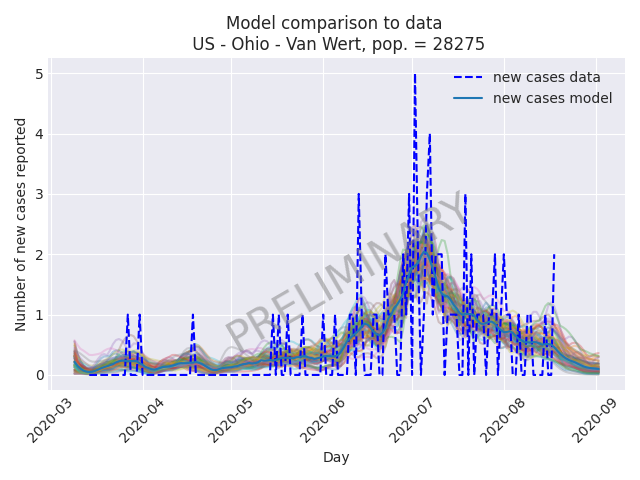 Model comparison to data
US - Ohio - Van Wert, pop. = 28275
new cases data
new cases model
Number of new cases reported
5
4
3
2
1
0
PRELIMINARY
2020-03
2020-04
2020-05
2020-06
2020-07
2020-08
2020-09
Day